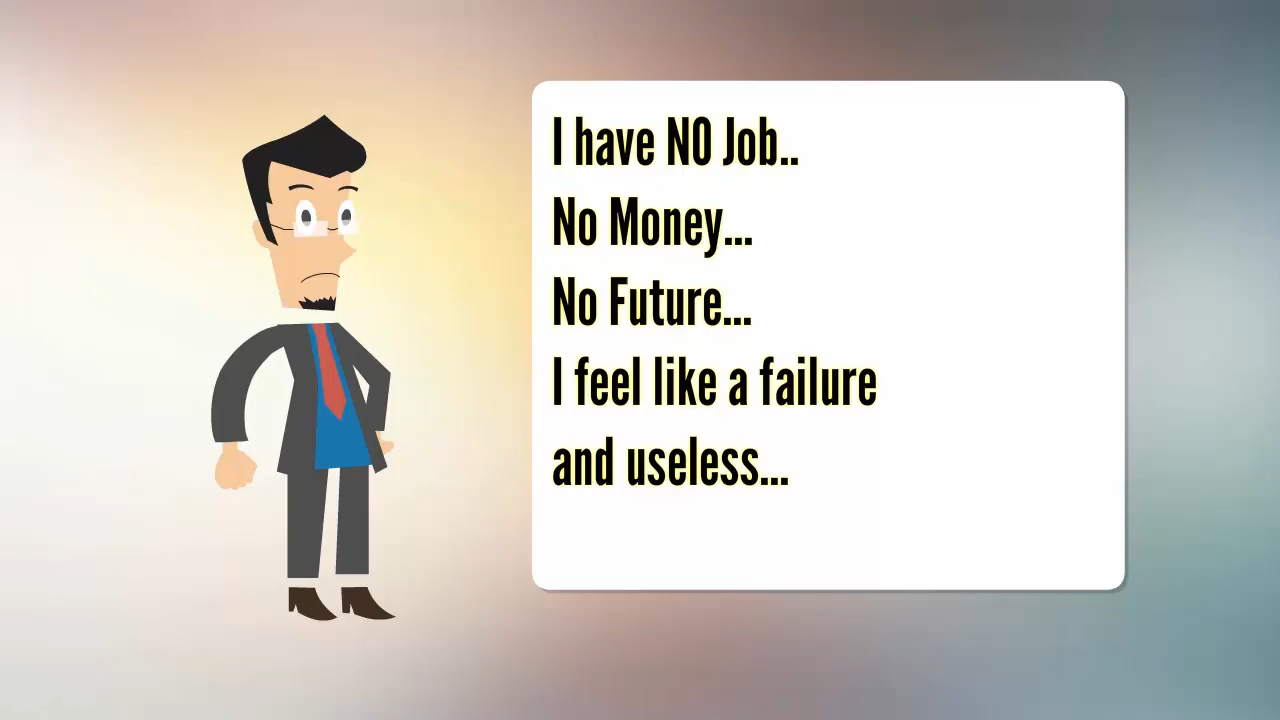 I have NO Job..
No Money...
No Future...
I feel like a failure
and useless...